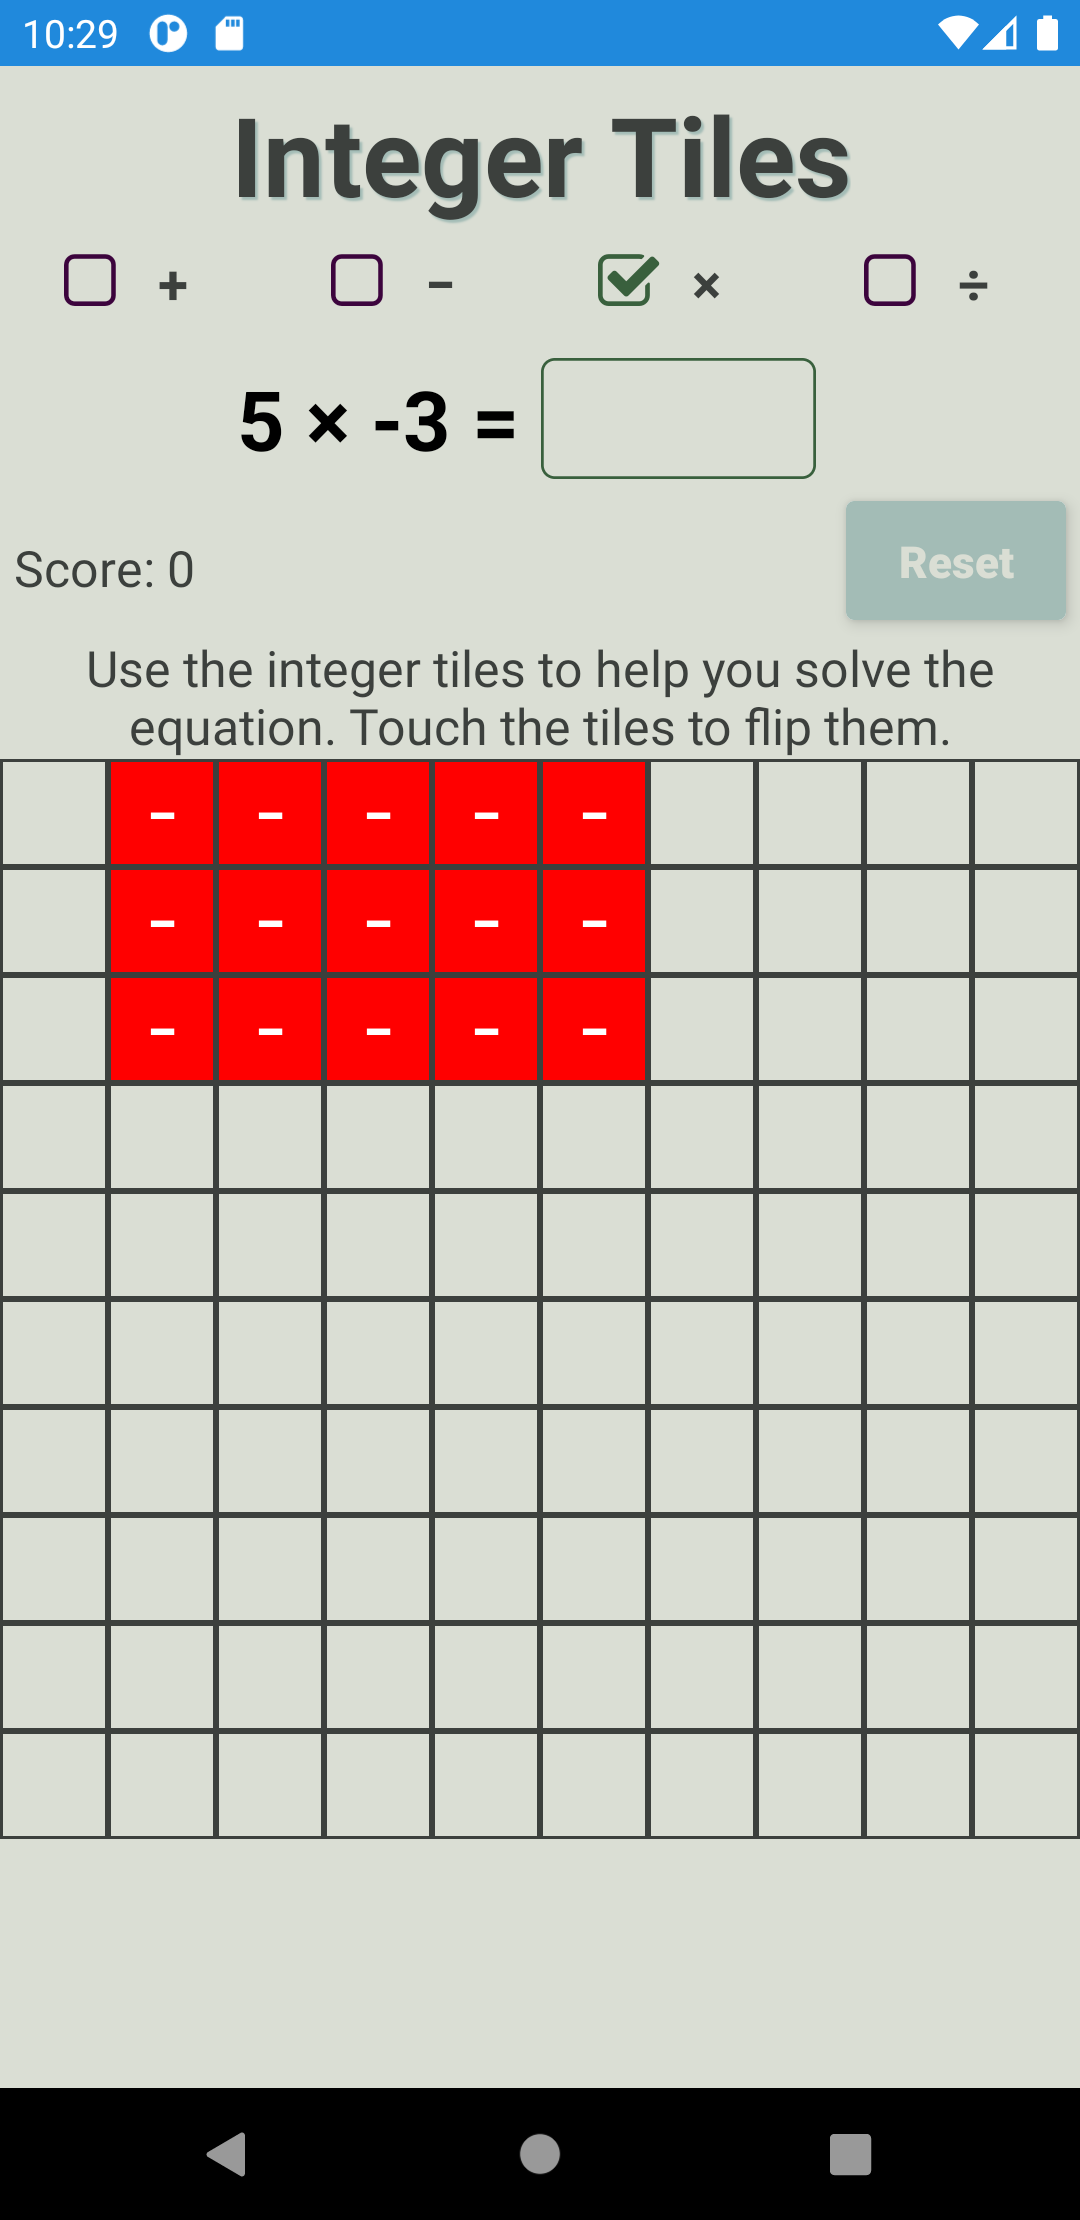 10:29
Integer Tiles
+ - × ÷
5 × -3 =
Reset
Score: 0
Use the integer tiles to help you solve the
equation. Touch the tiles to flip them.
- - - - -
- - - - -
- - - - -